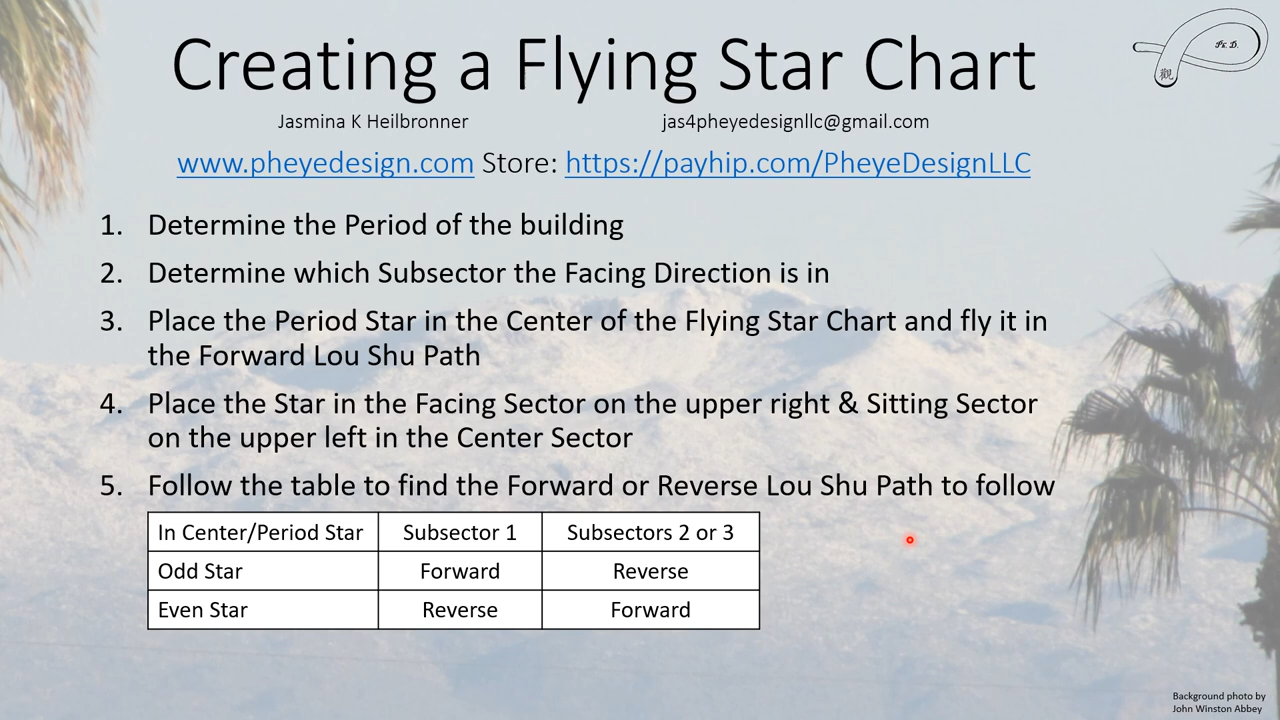 Creating a Flying Star Chart
Ph. D.
觀
Jasmina K Heilbronner jas4pheyedesignllc@gmail.com
www.pheyedesign.com Store: https://payhip.com/PheyeDesignLLC
1. Determine the Period of the building
2. Determine which Subsector the Facing Direction is in
3. Place the Period Star in the Center of the Flying Star Chart and fly it in
the Forward Lou Shu Path
4. Place the Star in the Facing Sector on the upper right & Sitting Sector
on the upper left in the Center Sector
5. Follow the table to find the Forward or Reverse Lou Shu Path to follow
In Center/Period Star Subsector 1 Subsectors 2 or 3
Odd Star Forward Reverse
Even Star Reverse Forward
Background photo by
John Winston Abbey